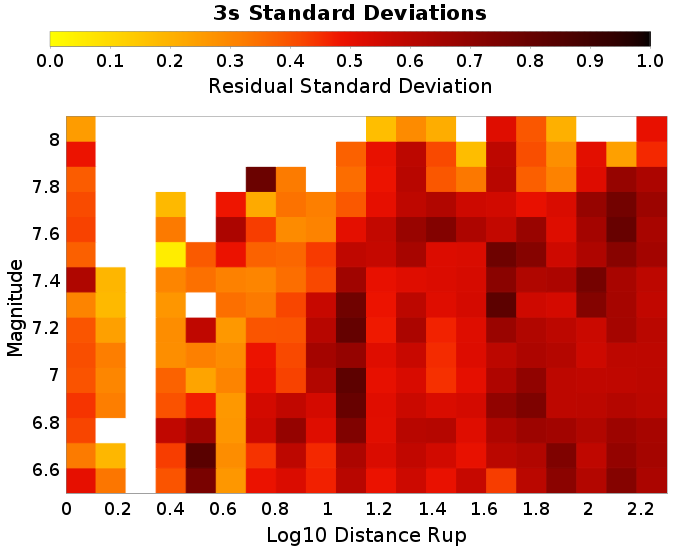 3s Standard Deviations
0.0 0.1 0.2 0.3 0.4 0.5 0.6 0.7 0.8 0.9 1.0
Residual Standard Deviation
Magnitude
8
7.8
7.6
7.4
7.2
7
6.8
6.6
0 0.2 0.4 0.6 0.8 1 1.2 1.4 1.6 1.8 2 2.2
Log10 Distance Rup